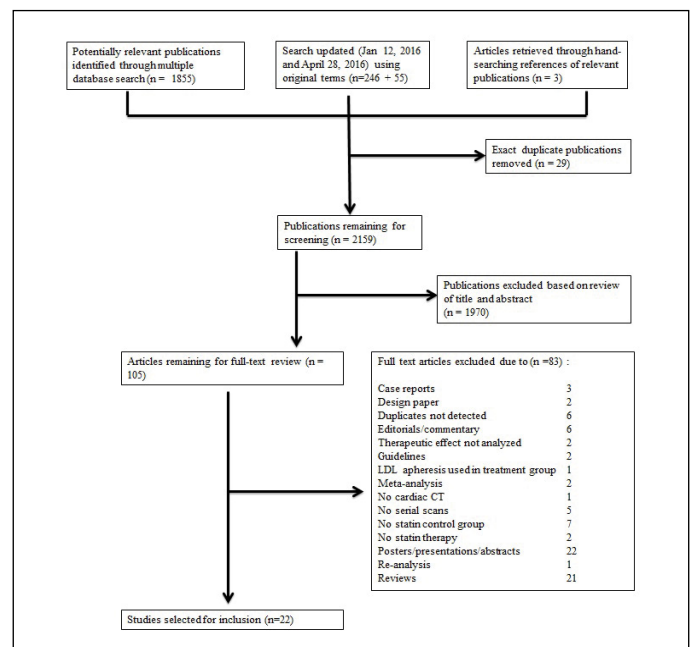 Potentially relevant publications
identified through multiple
database search (n = 1855)
Search updated (Jan 12, 2016
and April 28, 2016) using
original terms (n=246 + 55)
Articles retrieved through hand-
searching references of relevant
publications (n = 3)
Exact duplicate publications
removed (n = 29)
Publications remaining for
screening (n = 2159)
Publications excluded based on review
of title and abstract
(n = 1970)
Articles remaining for full-text review (n =
105)
Full text articles excluded due to (n =83) :
Case reports 3
Design paper 2
Duplicates not detected 6
Editorials/commentary 6
Therapeutic effect not analyzed 2
Guidelines 2
LDL apheresis used in treatment group 1
Meta-analysis 2
No cardiac CT 1
No serial scans 5
No statin control group 7
No statin therapy 2
Posters/presentations/abstracts 22
Re-analysis 1
Reviews 21
Studies selected for inclusion (n=22)